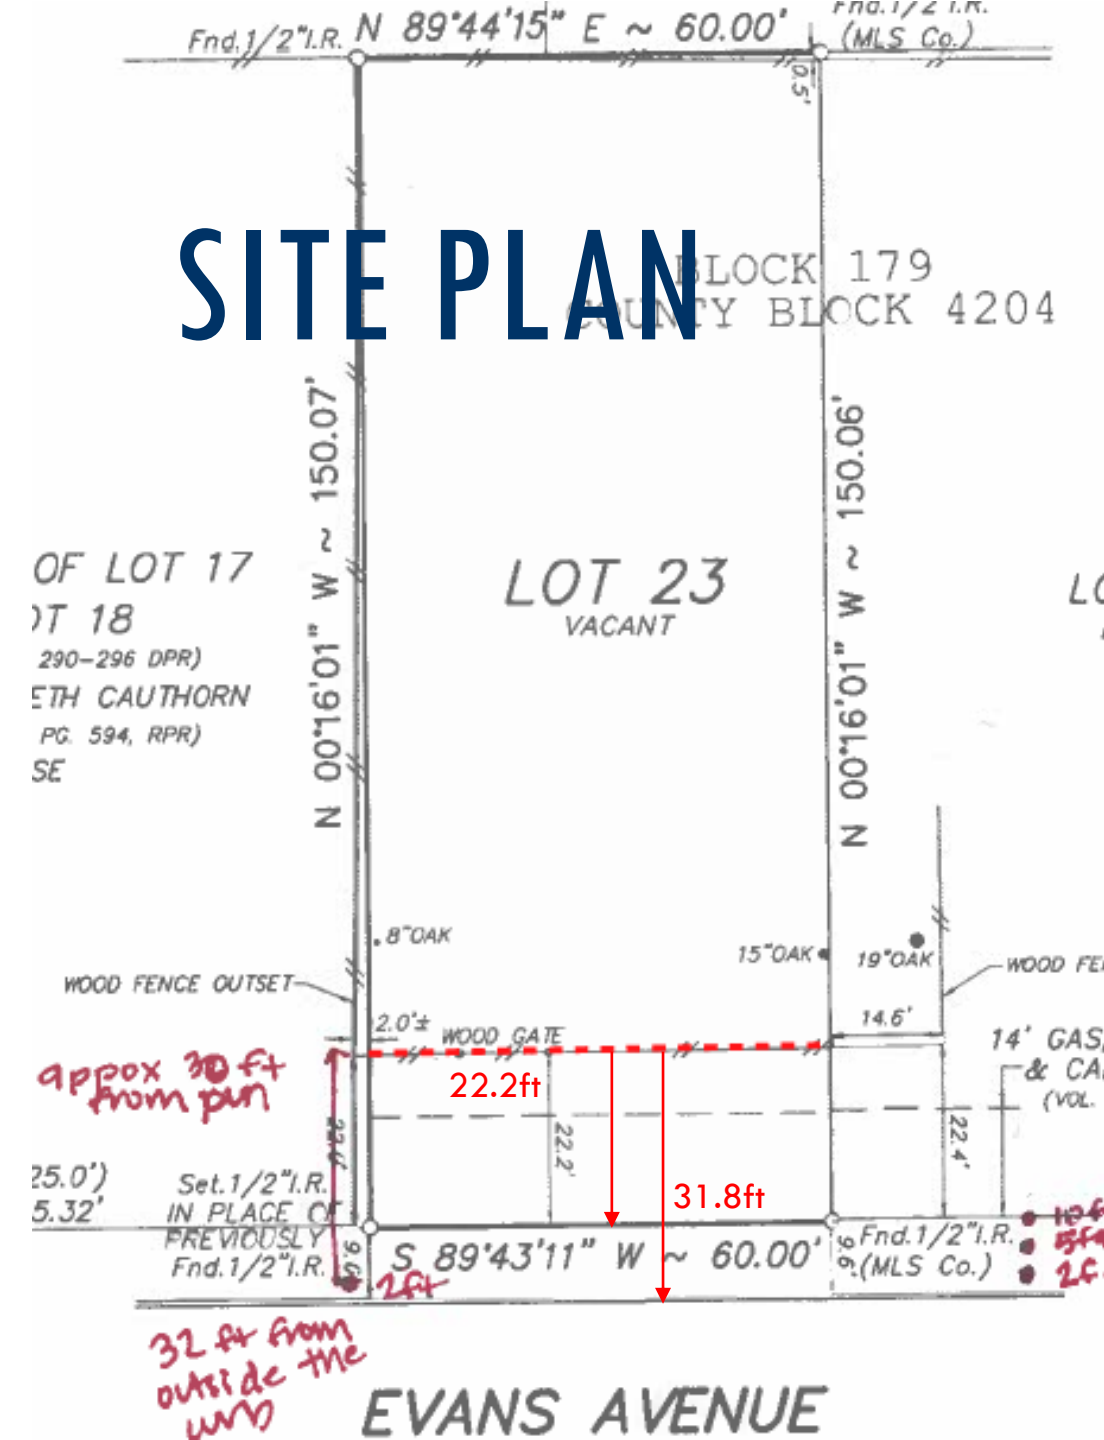 N 89°44'15" E ~ 60.00'
Fnd.1/2"I.R.
Fnd.1/2"I.R.
(MLS Co.)
0.5'
SITE PLAN
BLOCK 179
COUNTY BLOCK 4204
N 00°16'01" W ~ 150.07'
N 00°16'01" W ~ 150.06'
OF LOT 17
OT 18
290-296 DPR)
ETH CAUTHORN
PG. 594, RPR)
SE
LOT 23
VACANT
8"OAK
15"OAK
19"OAK
WOOD FENCE OUTSET
WOOD FE
2.0'±
WOOD GATE
14.6'
14' GAS,
& CA
(VOL.
appox 30 ft
from pin
22.2ft
22.2'
22.4'
31.8ft
25.0')
5.32'
Set.1/2"I.R.
IN PLACE OF
PREVIOUSLY
Fnd.1/2"I.R.
9.6'
S 89°43'11" W ~ 60.00'
9.6'
Fnd.1/2"I.R.
(MLS Co.)
2ft
32 ft from
outside the
EVANS AVENUE